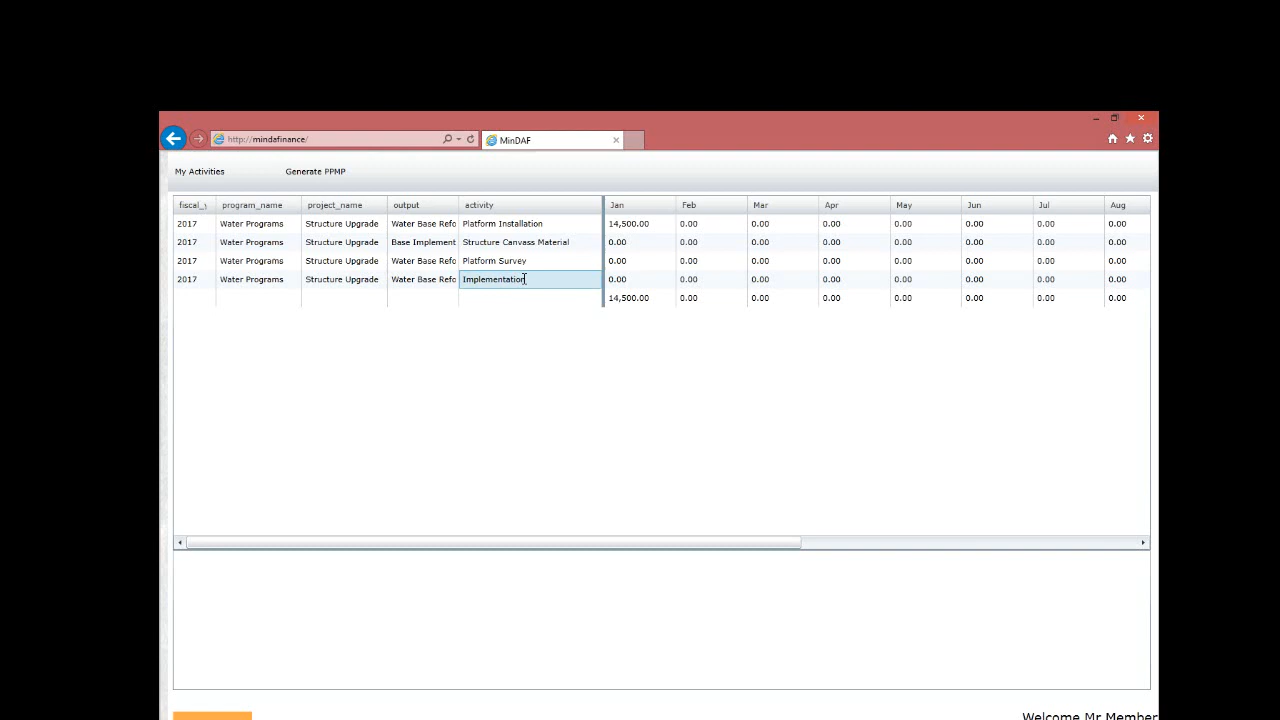 http://mindafinance/
MinDAF
My Activities Generate PPMP
fiscal_y program_name project_name output activity Jan Feb Mar Apr May Jun Jul Aug
2017 Water Programs Structure Upgrade Water Base Refo Platform Installation 14,500.00 0.00 0.00 0.00 0.00 0.00 0.00 0.00
2017 Water Programs Structure Upgrade Base Implement Structure Canvass Material 0.00 0.00 0.00 0.00 0.00 0.00 0.00 0.00
2017 Water Programs Structure Upgrade Water Base Refo Platform Survey 0.00 0.00 0.00 0.00 0.00 0.00 0.00 0.00
2017 Water Programs Structure Upgrade Water Base Refo Implementation 0.00 0.00 0.00 0.00 0.00 0.00 0.00 0.00
14,500.00 0.00 0.00 0.00 0.00 0.00 0.00 0.00
Welcome Mr Member